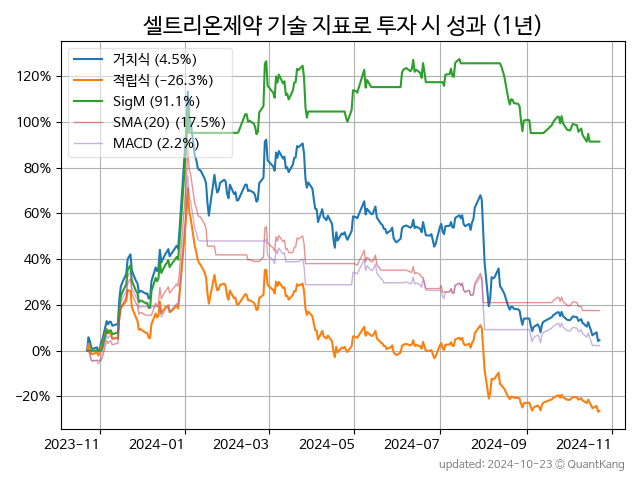 셀트리온제약 기술 지표로 투자 시 성과 (1년)
거치식 (4.5%)
적립식 (−26.3%)
SigM (91.1%)
SMA(20) (17.5%)
MACD (2.2%)
120%
100%
80%
60%
40%
20%
0%
−20%
2023−11 2024−01 2024−03 2024−05 2024−07 2024−09 2024−11
updated: 2024-10-23 © QuantKang